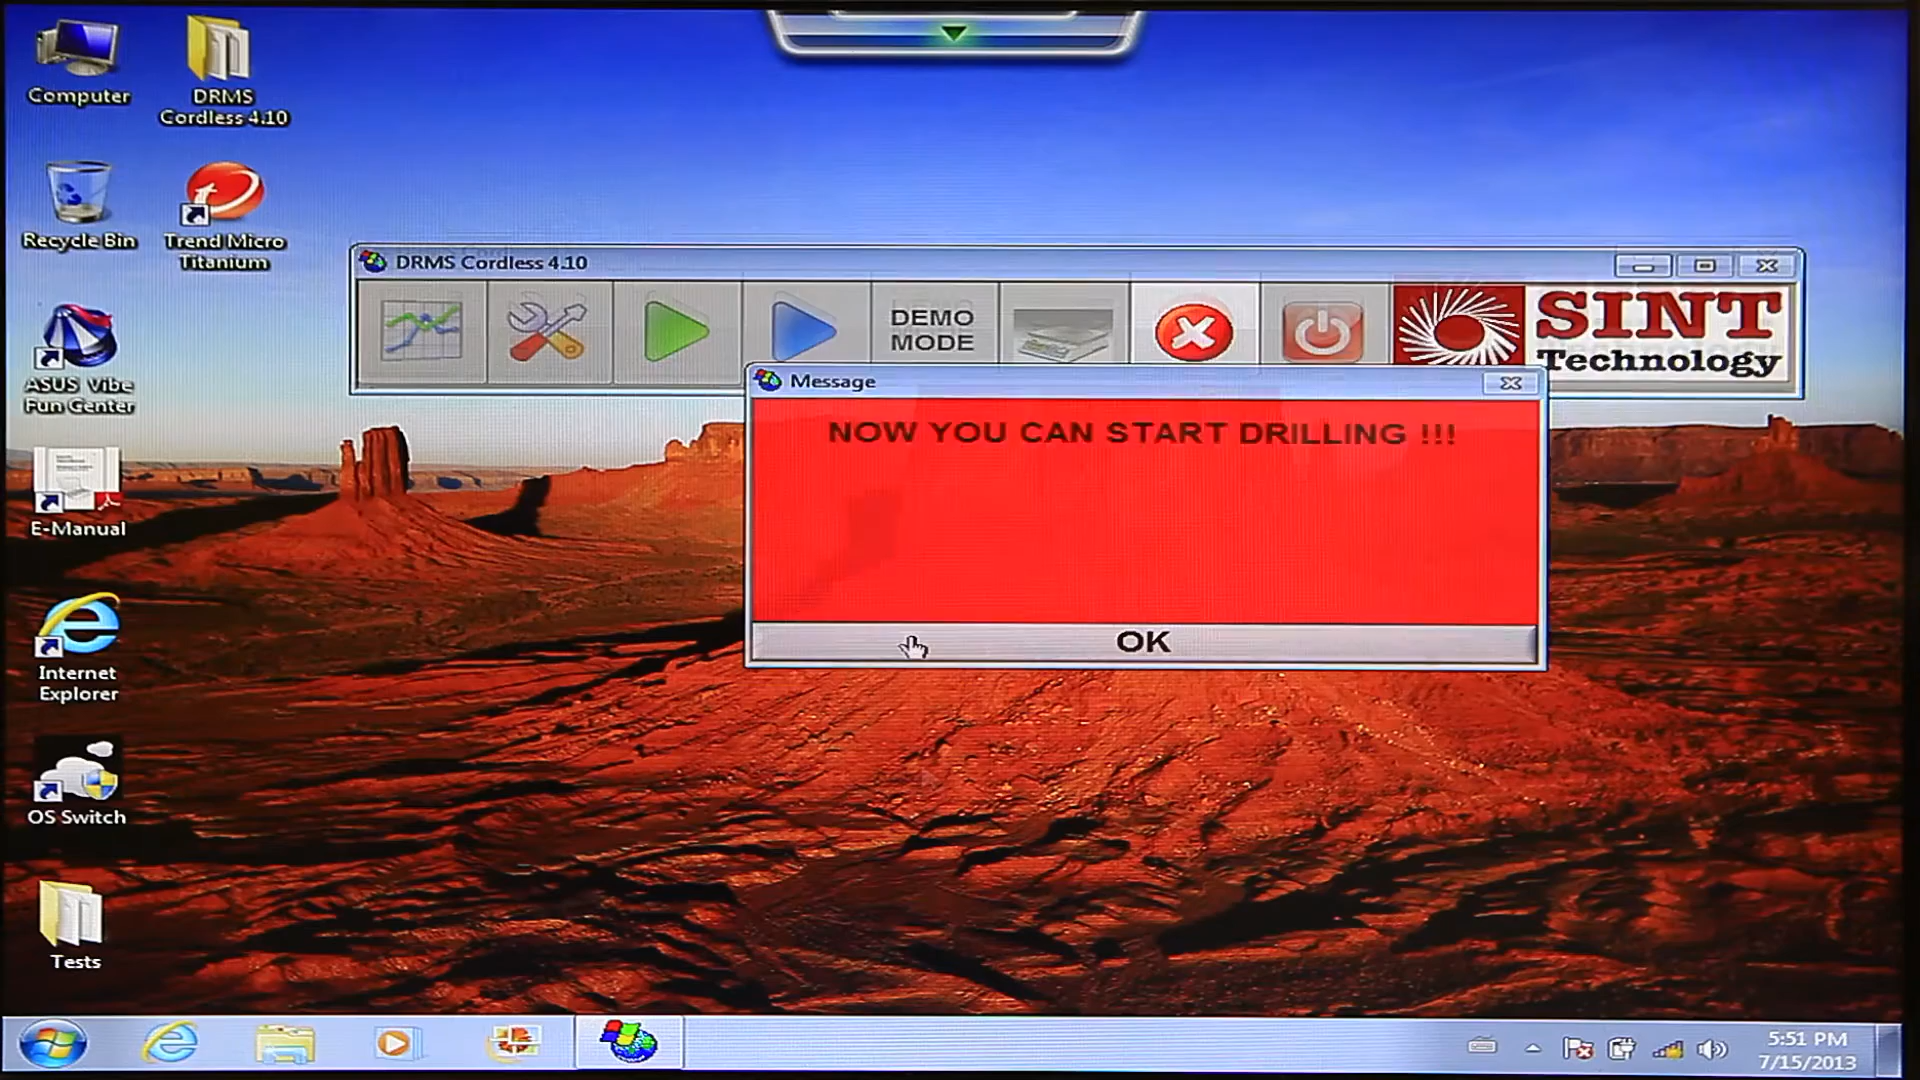 Computer
DRMS
Cordless 4.10
Recycle Bin
Trend Micro
Titanium
ASUS Vibe
Fun Center
E-Manual
Internet
Explorer
OS Switch
Tests
DRMS Cordless 4.10
DEMO
MODE
SINT
Technology
Message
NOW YOU CAN START DRILLING !!!
OK
5:51 PM
7/15/2013